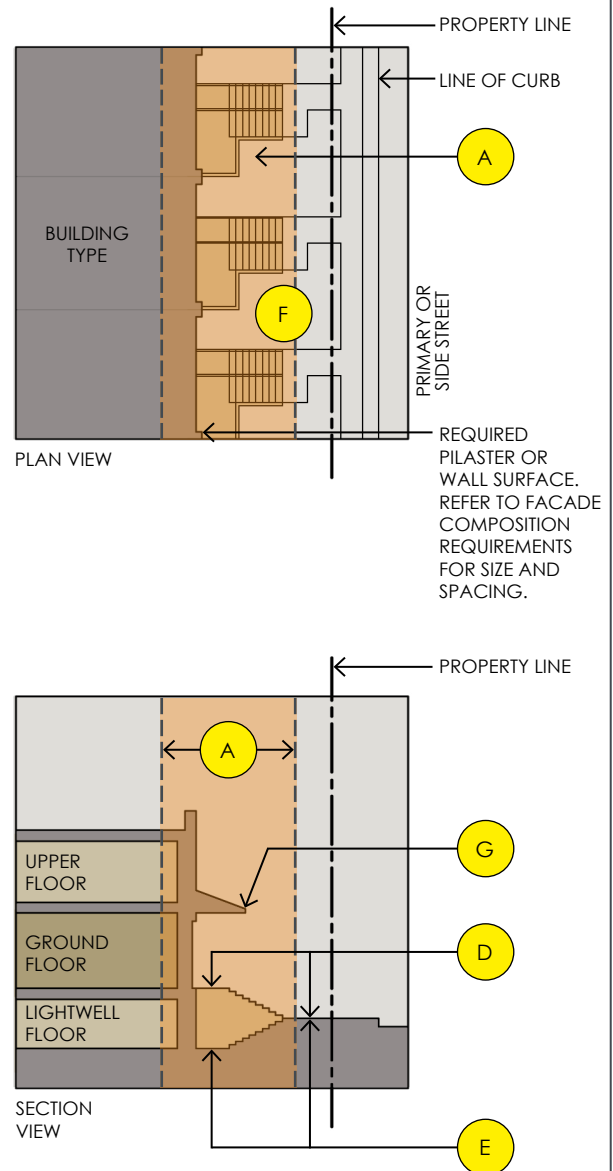 PROPERTY LINE
LINE OF CURB
A
BUILDING
TYPE
F
PRIMARY OR
SIDE STREET
PLAN VIEW
REQUIRED
PILASTER OR
WALL SURFACE.
REFER TO FACADE
COMPOSITION
REQUIREMENTS
FOR SIZE AND
SPACING.
PROPERTY LINE
A
UPPER
FLOOR
G
GROUND
FLOOR
D
LIGHTWELL
FLOOR
SECTION
VIEW
E